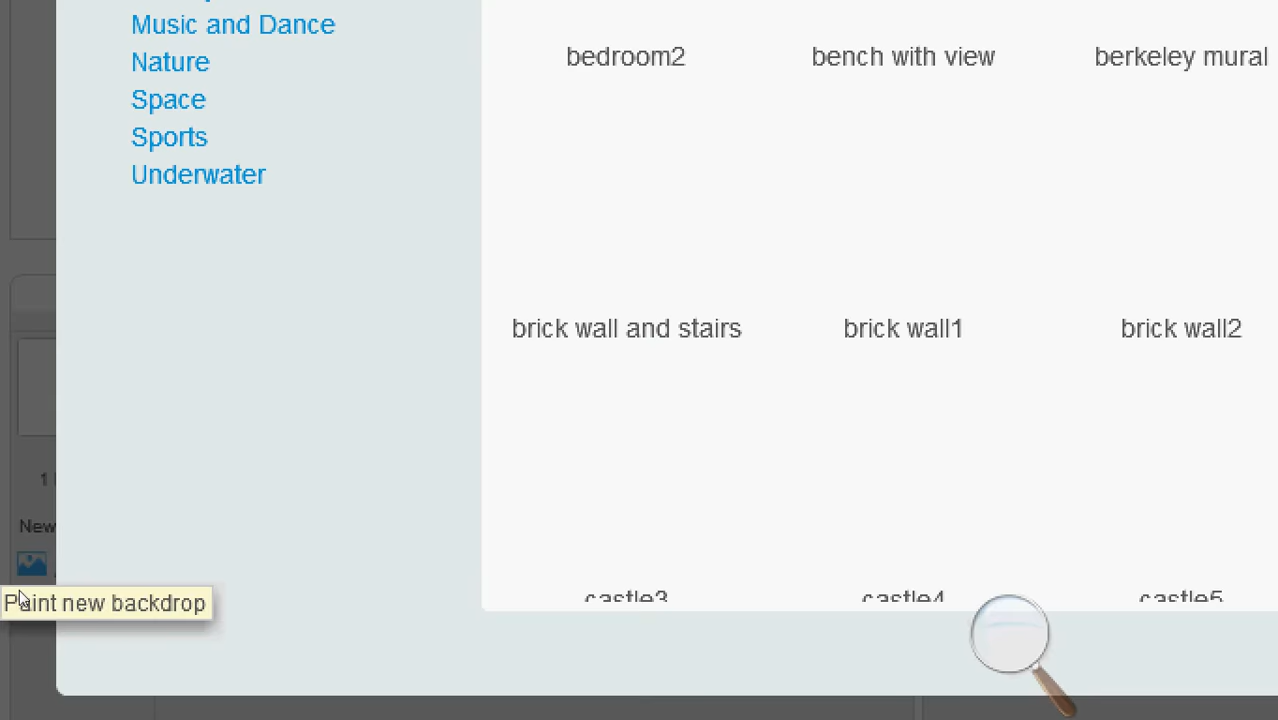 Music and Dance
Nature
Space
Sports
Underwater
bedroom2
bench with view
berkeley mural
brick wall and stairs
brick wall1
brick wall2
castle3
castle4
castle5
1
New
Paint new backdrop